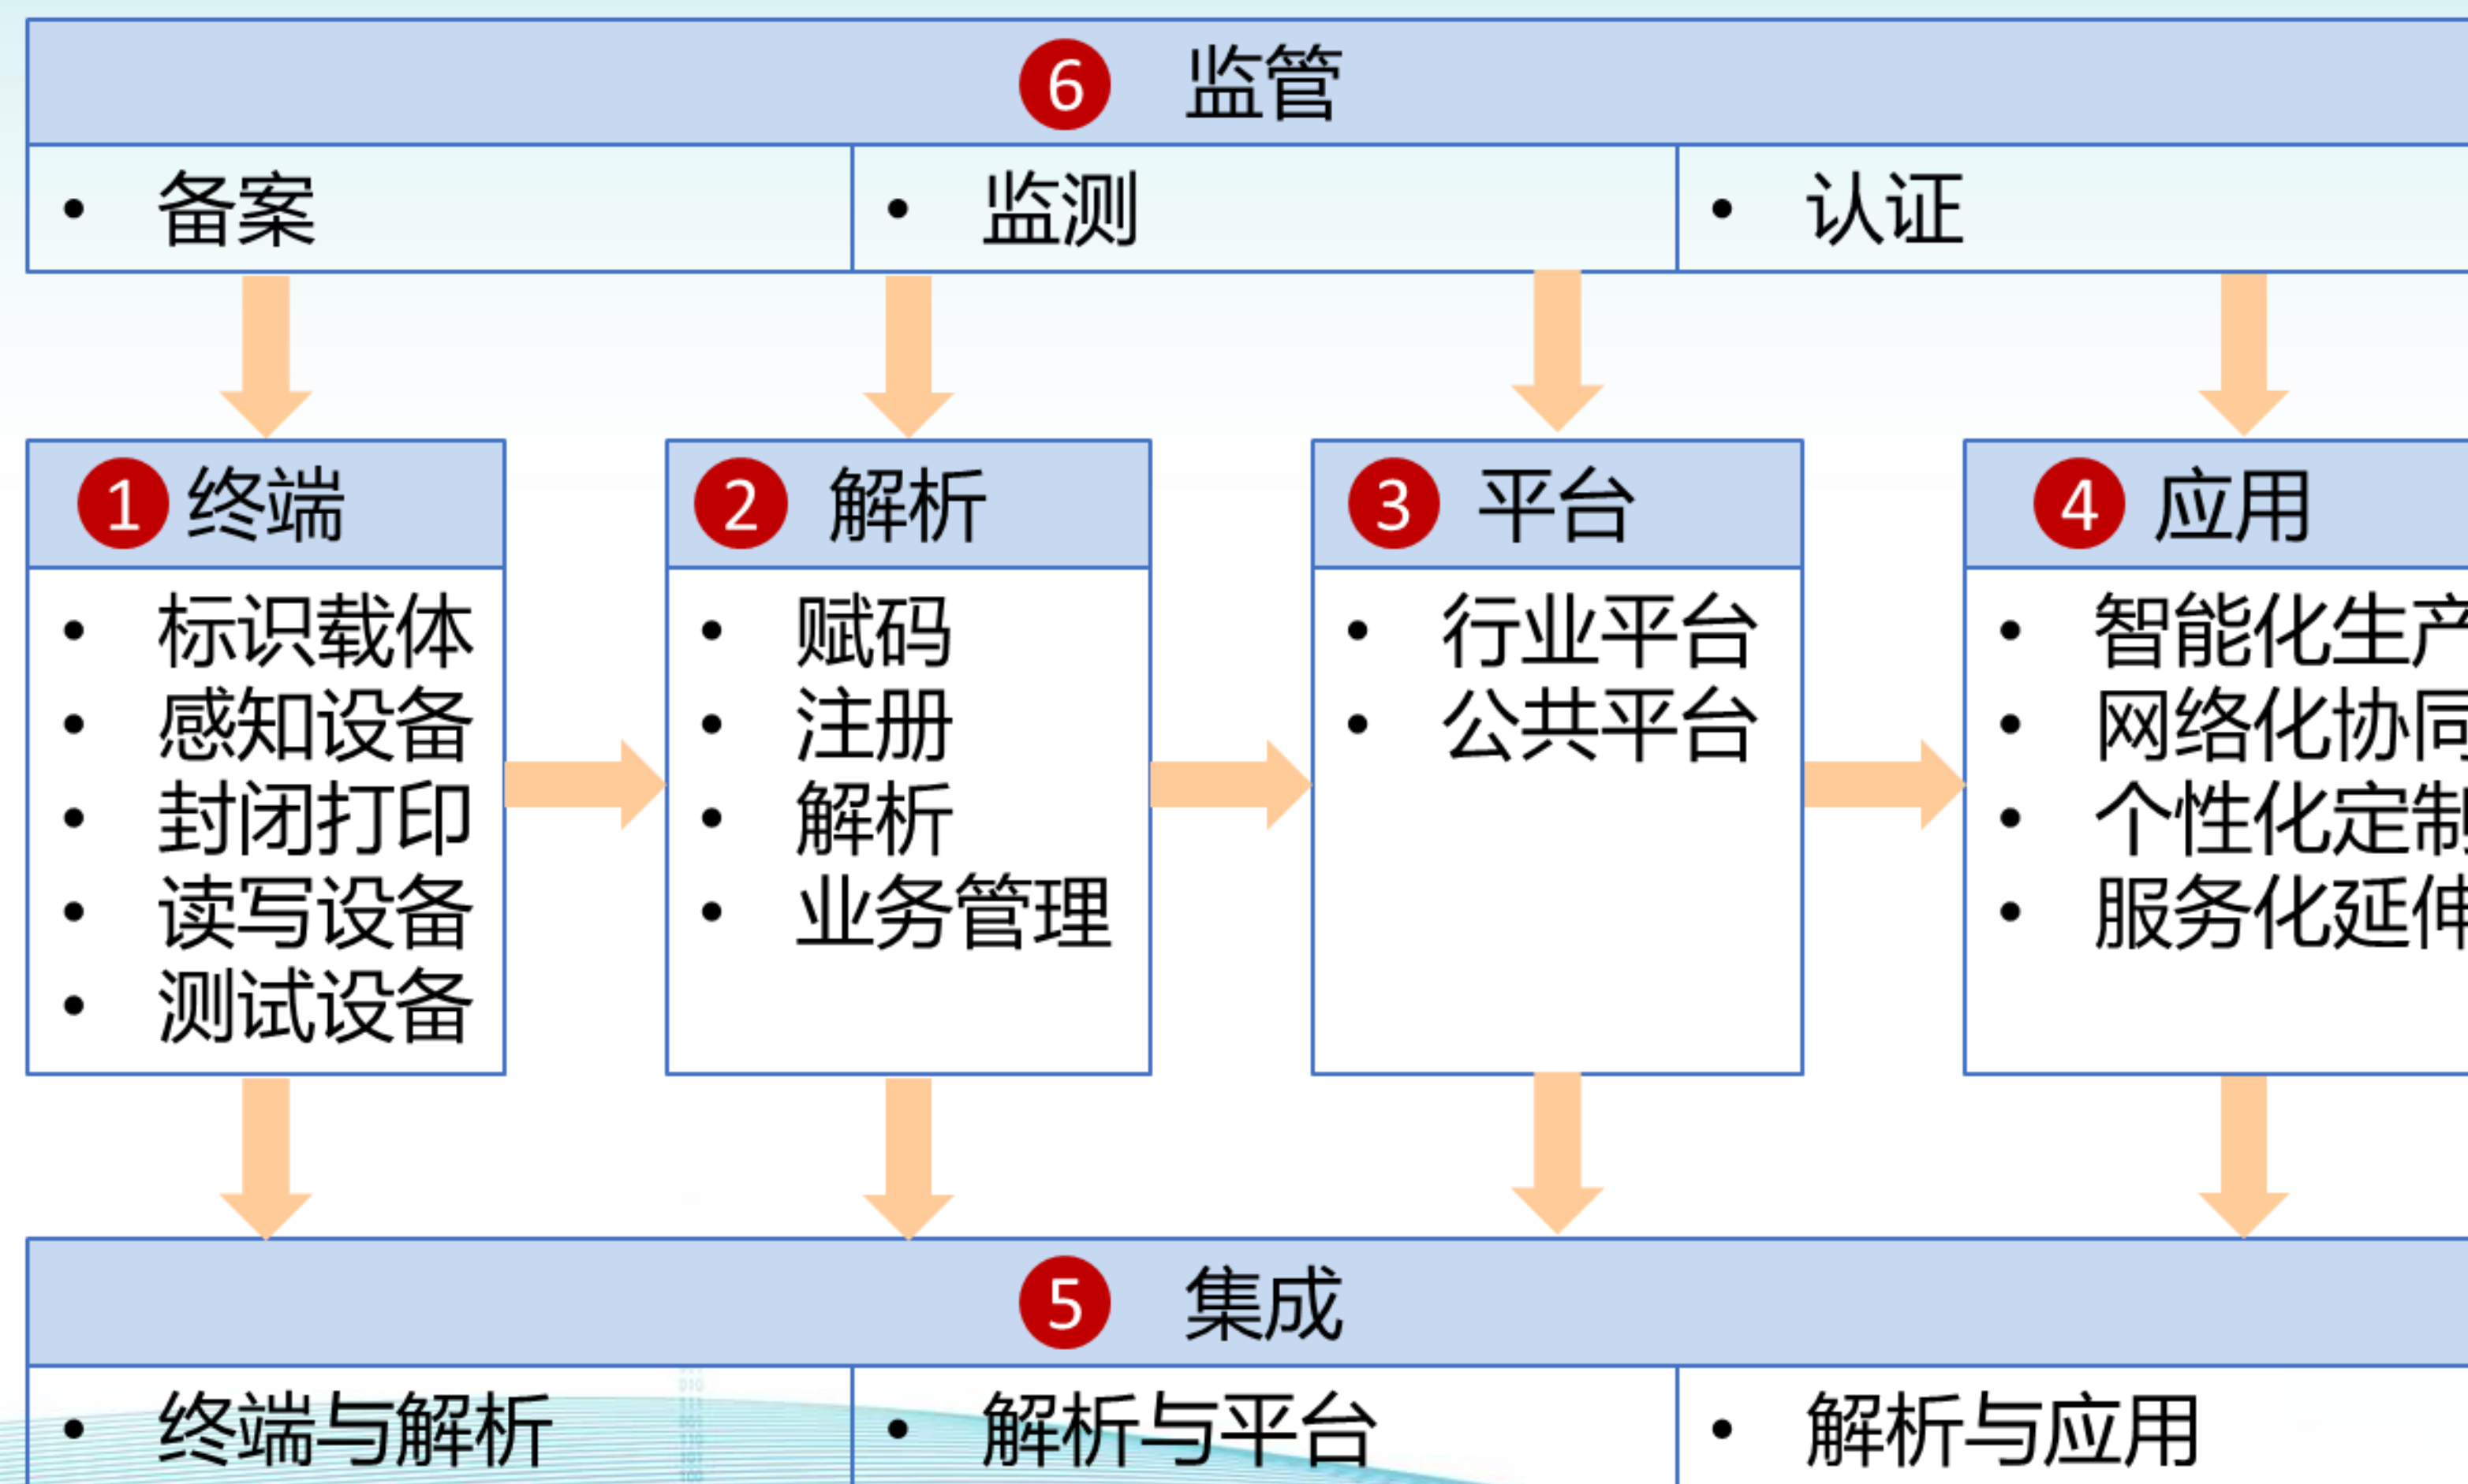 6 监管
• 备案
• 监测
• 认证
1 终端
• 标识载体
• 感知设备
• 封闭打印
• 读写设备
• 测试设备
2 解析
• 赋码
• 注册
• 解析
• 业务管理
3 平台
• 行业平台
• 公共平台
4 应用
• 智能化生产
• 网络化协同
• 个性化定制
• 服务化延伸
5 集成
• 终端与解析
• 解析与平台
• 解析与应用